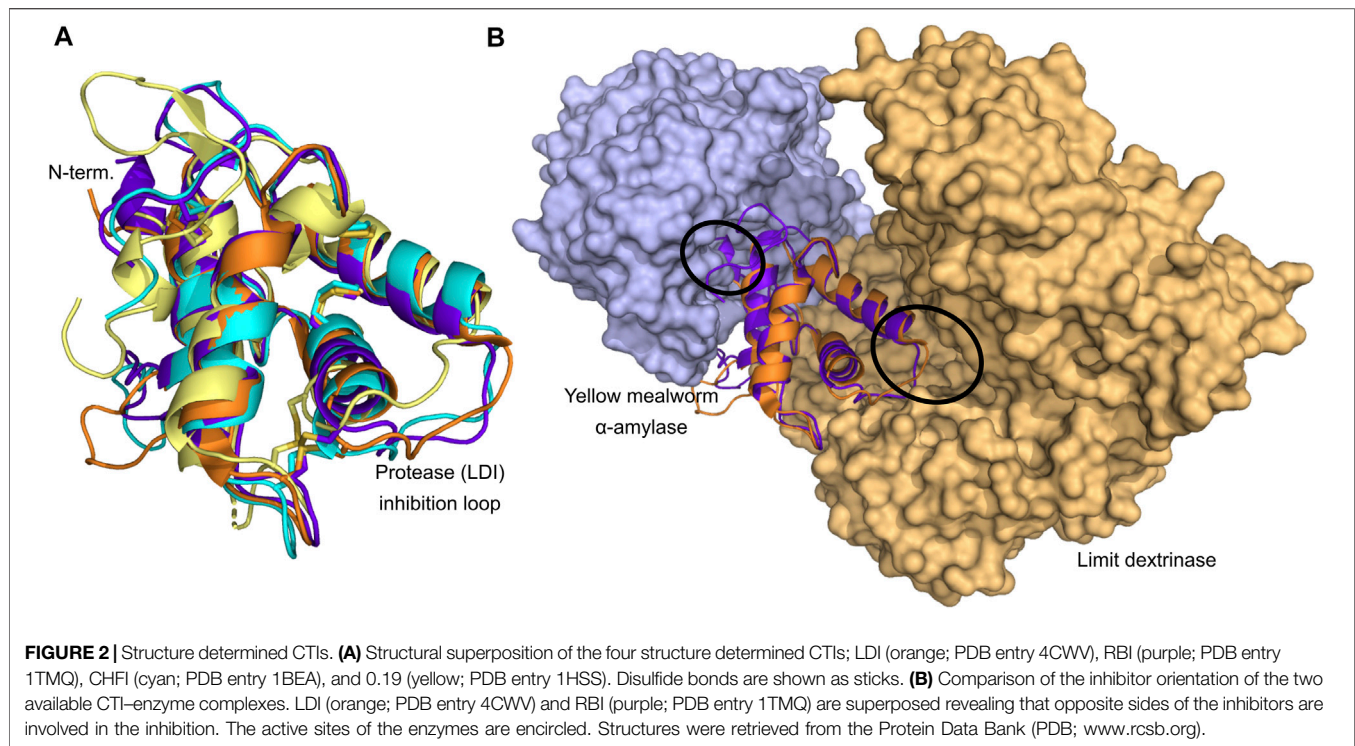 A
B
N-term.
Protease (LDI)
inhibition loop
Yellow mealworm
α-amylase
Limit dextrinase
FIGURE 2 | Structure determined CTIs. (A) Structural superposition of the four structure determined CTIs; LDI (orange; PDB entry 4CWV), RBI (purple; PDB entry
1TMQ), CHFI (cyan; PDB entry 1BEA), and 0.19 (yellow; PDB entry 1HSS). Disulfide bonds are shown as sticks. (B) Comparison of the inhibitor orientation of the two
available CTI–enzyme complexes. LDI (orange; PDB entry 4CWV) and RBI (purple; PDB entry 1TMQ) are superposed revealing that opposite sides of the inhibitors are
involved in the inhibition. The active sites of the enzymes are encircled. Structures were retrieved from the Protein Data Bank (PDB; www.rcsb.org).